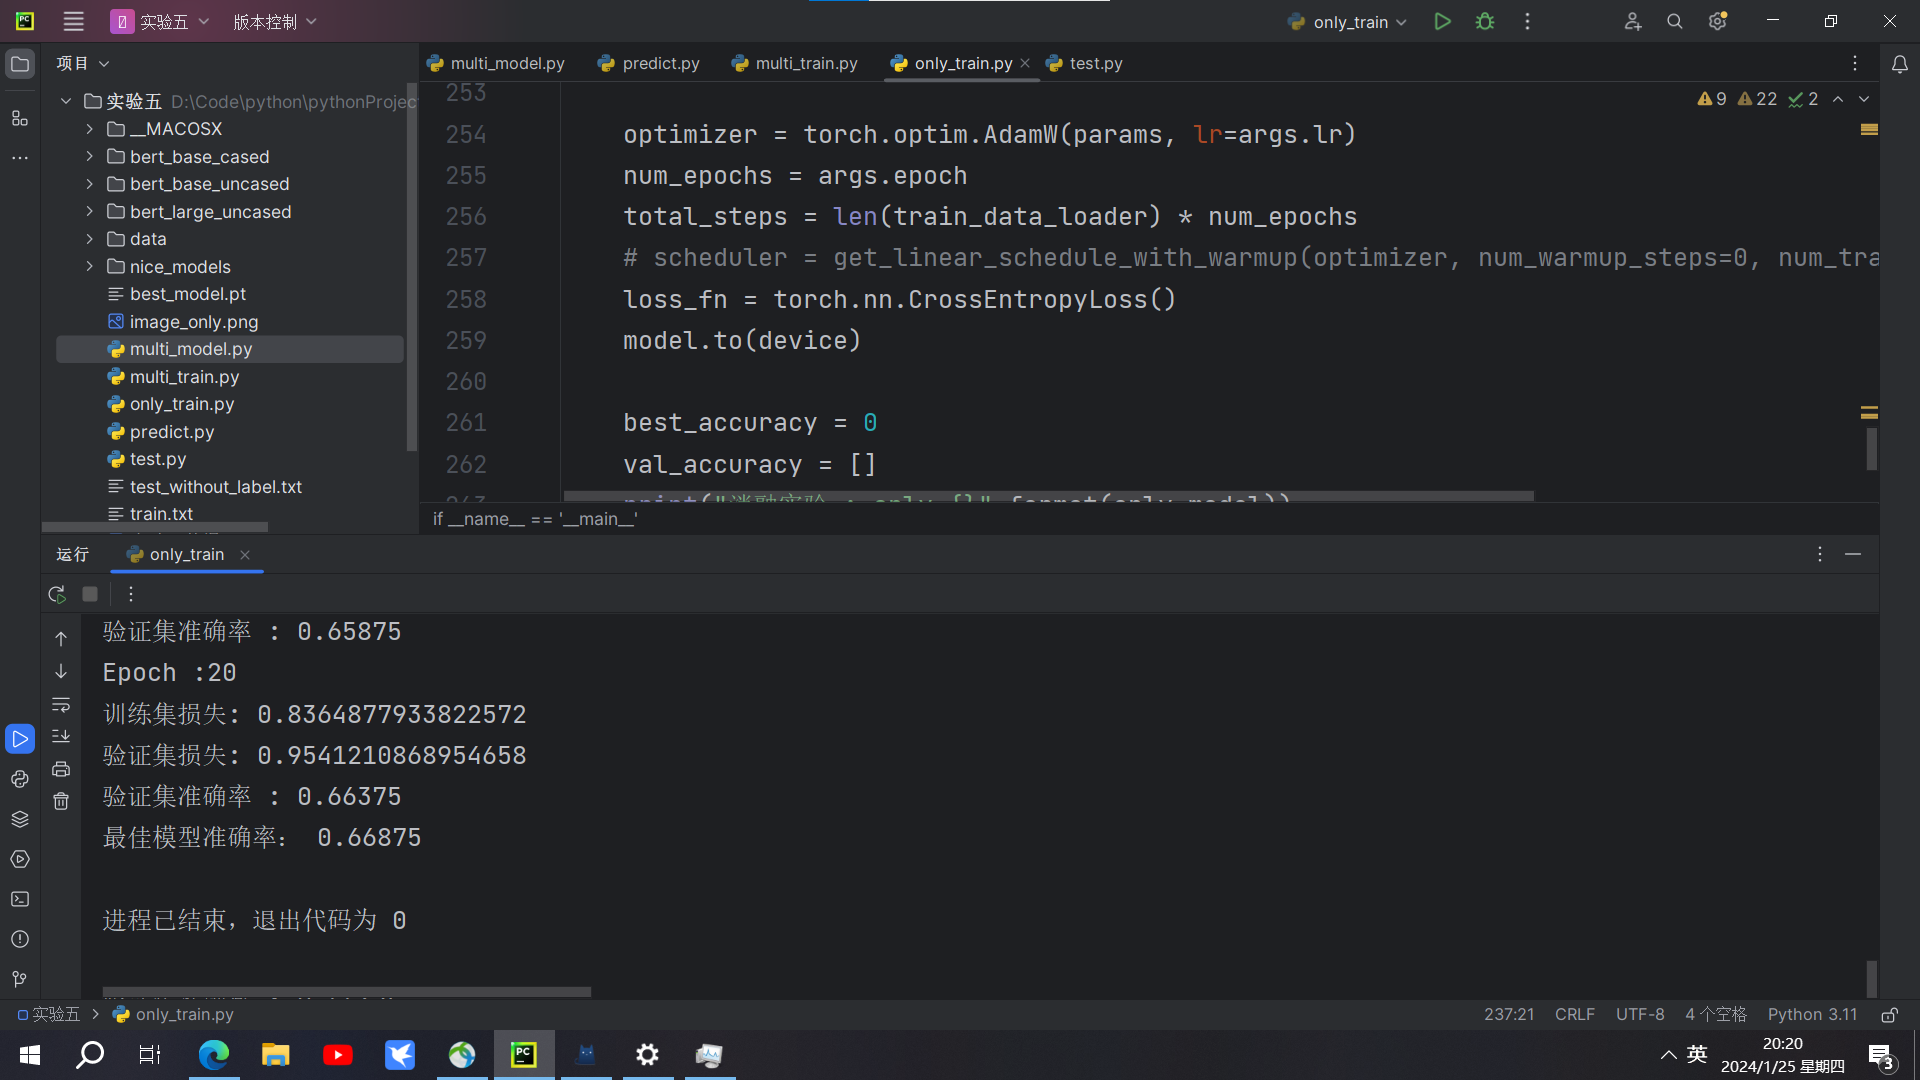 实验五
版本控制
only_train
项目
multi_model.py
predict.py
multi_train.py
only_train.py
test.py
实验五 D:\Code\python\pythonProjec
__MACOSX
bert_base_cased
bert_base_uncased
bert_large_uncased
data
nice_models
best_model.pt
image_only.png
multi_model.py
multi_train.py
only_train.py
predict.py
test.py
test_without_label.txt
train.txt
9 22 2
253
254 optimizer = torch.optim.AdamW(params, lr=args.lr)
255 num_epochs = args.epoch
256 total_steps = len(train_data_loader) * num_epochs
257 # scheduler = get_linear_schedule_with_warmup(optimizer, num_warmup_steps=0, num_tra
258 loss_fn = torch.nn.CrossEntropyLoss()
259 model.to(device)
260
261 best_accuracy = 0
262 val_accuracy = []
263 print("消融实验 : only {}".format(only_model))
if __name__ == '__main__'
运行
only_train
验证集准确率 : 0.65875
Epoch :20
训练集损失: 0.8364877933822572
验证集损失: 0.9541210868954658
验证集准确率 : 0.66375
最佳模型准确率: 0.66875
进程已结束，退出代码为 0
实验五
only_train.py
237:21 CRLF UTF-8 4 个空格 Python 3.11
英
20:20
2024/1/25 星期四
3